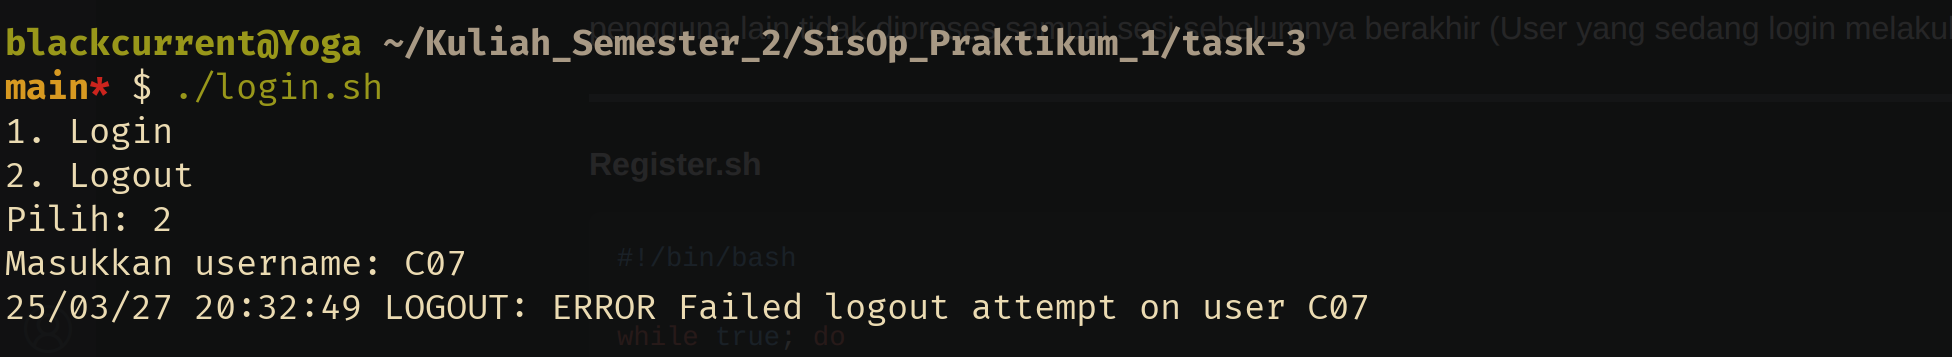 pengguna lain tidak diproses sampai sesi sebelumnya berakhir (User yang sedang login melaku
blackcurrent@Yoga ~/Kuliah_Semester_2/SisOp_Praktikum_1/task-3
main* $ ./login.sh
1. Login
2. Logout
Register.sh
Pilih: 2
Masukkan username: C07
#!/bin/bash
25/03/27 20:32:49 LOGOUT: ERROR Failed logout attempt on user C07
while true; do